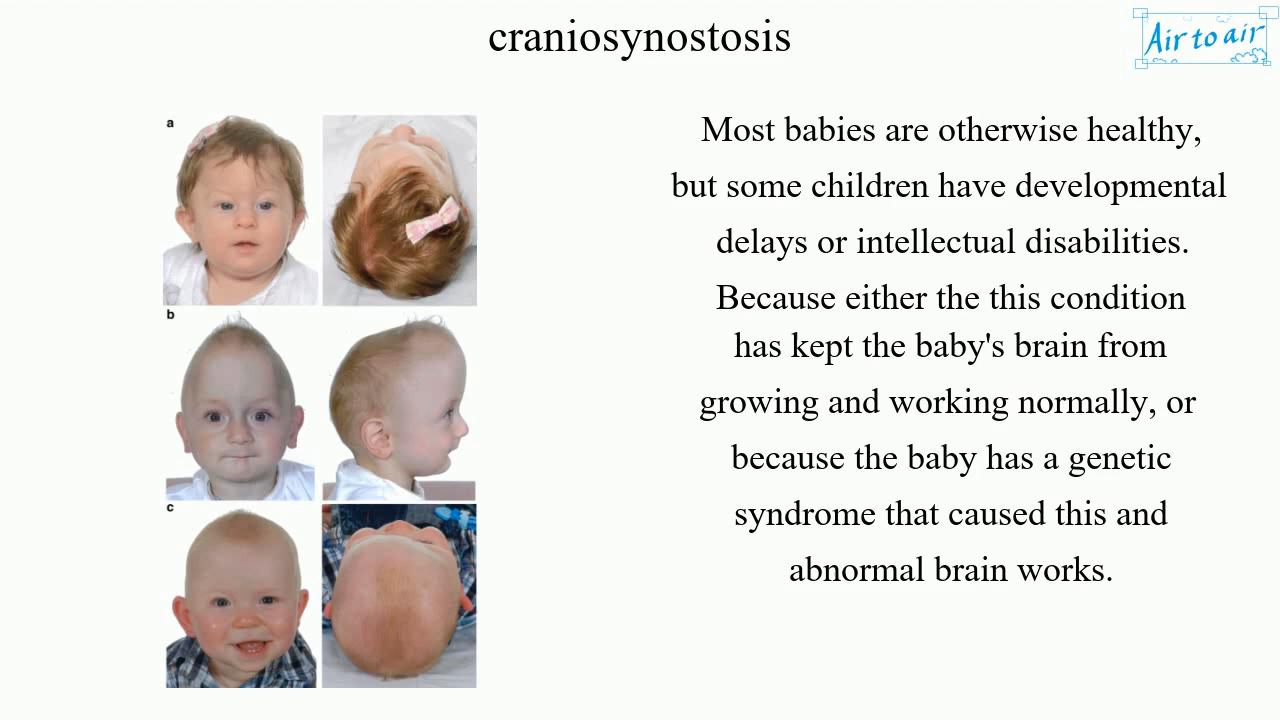 craniosynostosis
Air to air
a
b
c
Most babies are otherwise healthy,
but some children have developmental
delays or intellectual disabilities.
Because either the this condition
has kept the baby's brain from
growing and working normally, or
because the baby has a genetic
syndrome that caused this and
abnormal brain works.